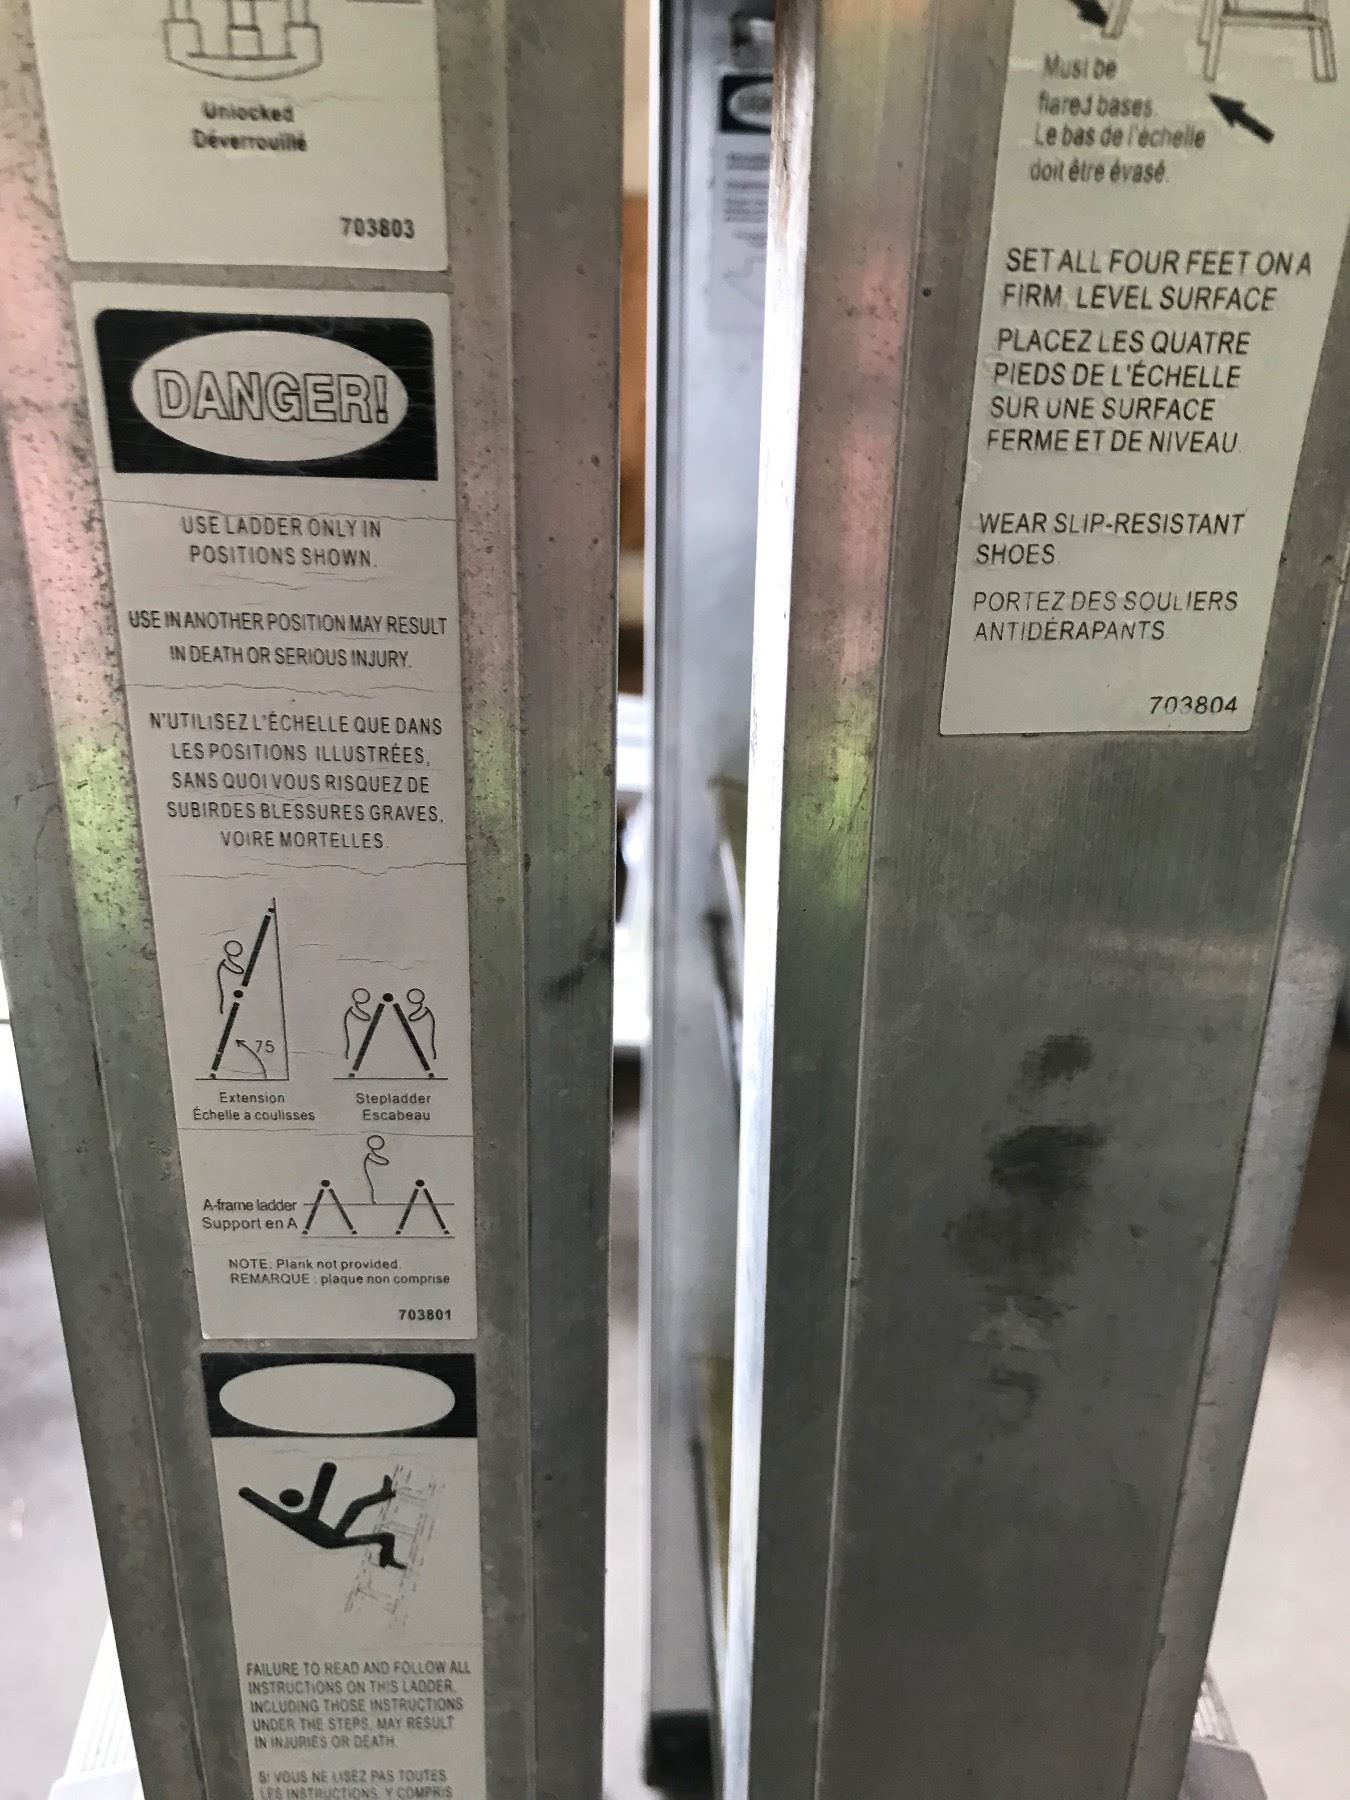 Unlocked
Déverrouillé
703803
DANGER!
USE LADDER ONLY IN
POSITIONS SHOWN.
USE IN ANOTHER POSITION MAY RESULT
IN DEATH OR SERIOUS INJURY.
N'UTILISEZ L'ÉCHELLE QUE DANS
LES POSITIONS ILLUSTRÉES,
SANS QUOI VOUS RISQUEZ DE
SUBIR DES BLESSURES GRAVES,
VOIRE MORTELLES.
75
Extension
Échelle a coulisses
Stepladder
Escabeau
A-frame ladder
Support en A
NOTE: Plank not provided.
REMARQUE : plaque non comprise
703801
FAILURE TO READ AND FOLLOW ALL
INSTRUCTIONS ON THIS LADDER,
INCLUDING THOSE INSTRUCTIONS
UNDER THE STEPS, MAY RESULT
IN INJURIES OR DEATH.
SI VOUS NE LISEZ PAS TOUTES
LES INSTRUCTIONS, Y COMPRIS
Must be
flared bases.
Le bas de l'échelle
doit être évasé.
SET ALL FOUR FEET ON A
FIRM, LEVEL SURFACE
PLACEZ LES QUATRE
PIEDS DE L'ÉCHELLE
SUR UNE SURFACE
FERME ET DE NIVEAU.
WEAR SLIP-RESISTANT
SHOES.
PORTEZ DES SOULIERS
ANTIDÉRAPANTS.
703804